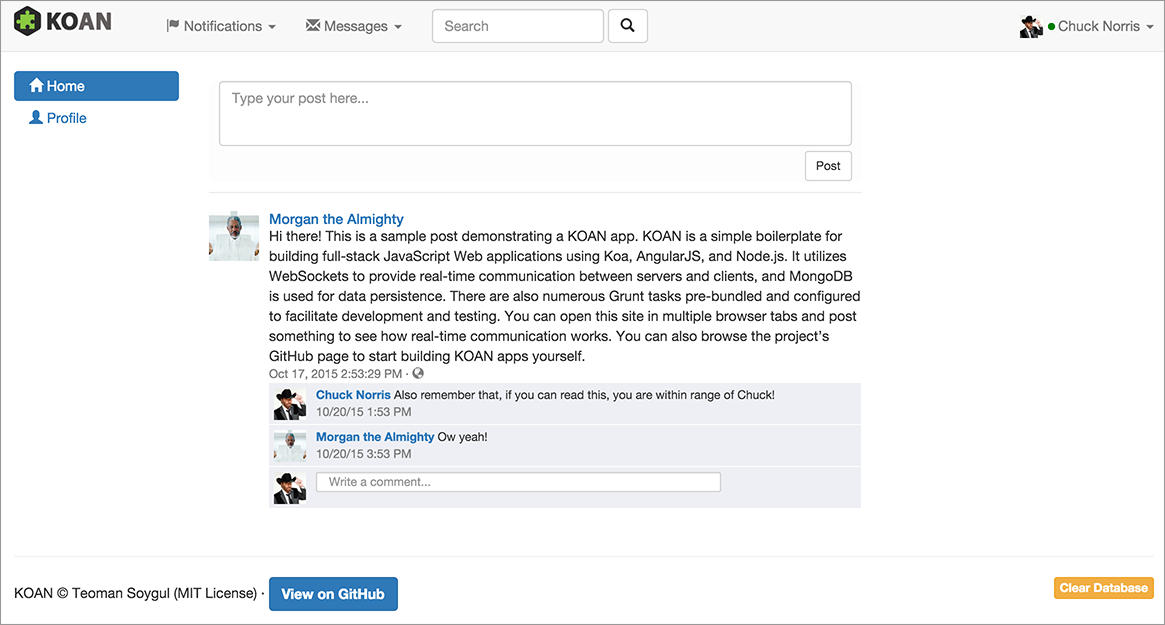 KOAN
Notifications
Messages
Search
Chuck Norris
Home
Profile
Type your post here...
Post
Morgan the Almighty
Hi there! This is a sample post demonstrating a KOAN app. KOAN is a simple boilerplate for
building full-stack JavaScript Web applications using Koa, AngularJS, and Node.js. It utilizes
WebSockets to provide real-time communication between servers and clients, and MongoDB
is used for data persistence. There are also numerous Grunt tasks pre-bundled and configured
to facilitate development and testing. You can open this site in multiple browser tabs and post
something to see how real-time communication works. You can also browse the project's
GitHub page to start building KOAN apps yourself.
Oct 17, 2015 2:53:29 PM ·
Chuck Norris Also remember that, if you can read this, you are within range of Chuck!
10/20/15 1:53 PM
Morgan the Almighty Ow yeah!
10/20/15 3:53 PM
Write a comment...
KOAN © Teoman Soygul (MIT License) · View on GitHub
Clear Database